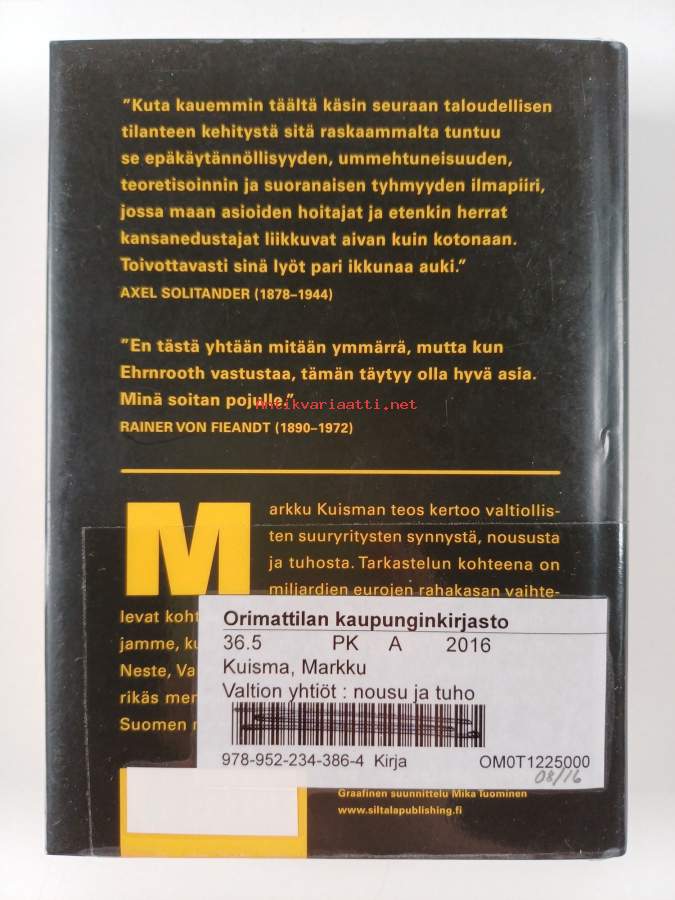 "Kuta kauemmin täältä käsin seuraan taloudellisen
tilanteen kehitystä sitä raskaammalta tuntuu
se epäkäytännöllisyyden, ummehtuneisuuden,
teoretisoinnin ja suoranaisen tyhmyyden ilmapiiri,
jossa maan asioiden hoitajat ja etenkin herrat
kansanedustajat liikkuvat aivan kuin kotonaan.
Toivottavasti sinä lyöt pari ikkunaa auki."
AXEL SOLITANDER (1878–1944)
"En tästä yhtään mitään ymmärrä, mutta kun
Ehrnrooth vastustaa, tämän täytyy olla hyvä asia.
Minä soitan pojulle."
Antikvariaatti.net
RAINER VON FIEANDT (1890–1972)
Markku Kuisman teos kertoo valtiollis-
ten suuryritysten synnystä, noususta
ja tuhosta. Tarkastelun kohteena on
miljardien eurojen rahakasan vaihte-
levat
jamme,
Neste,
Suomen
Orimattilan kaupunginkirjasto
36.5 PK A 2016
Kuisma, Markku
Valtion yhtiöt : nousu ja tuho
978-952-234-386-4 Kirja OM0T1225000
08/16
Graafinen suunnittelu Mika Tuominen
www.siltalapublishing.fi